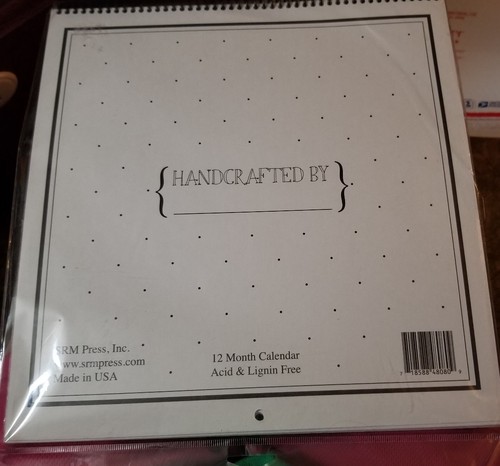 HANDCRAFTED BY
SRM Press, Inc.
www.srmpress.com
Made in USA
12 Month Calendar
Acid & Lignin Free